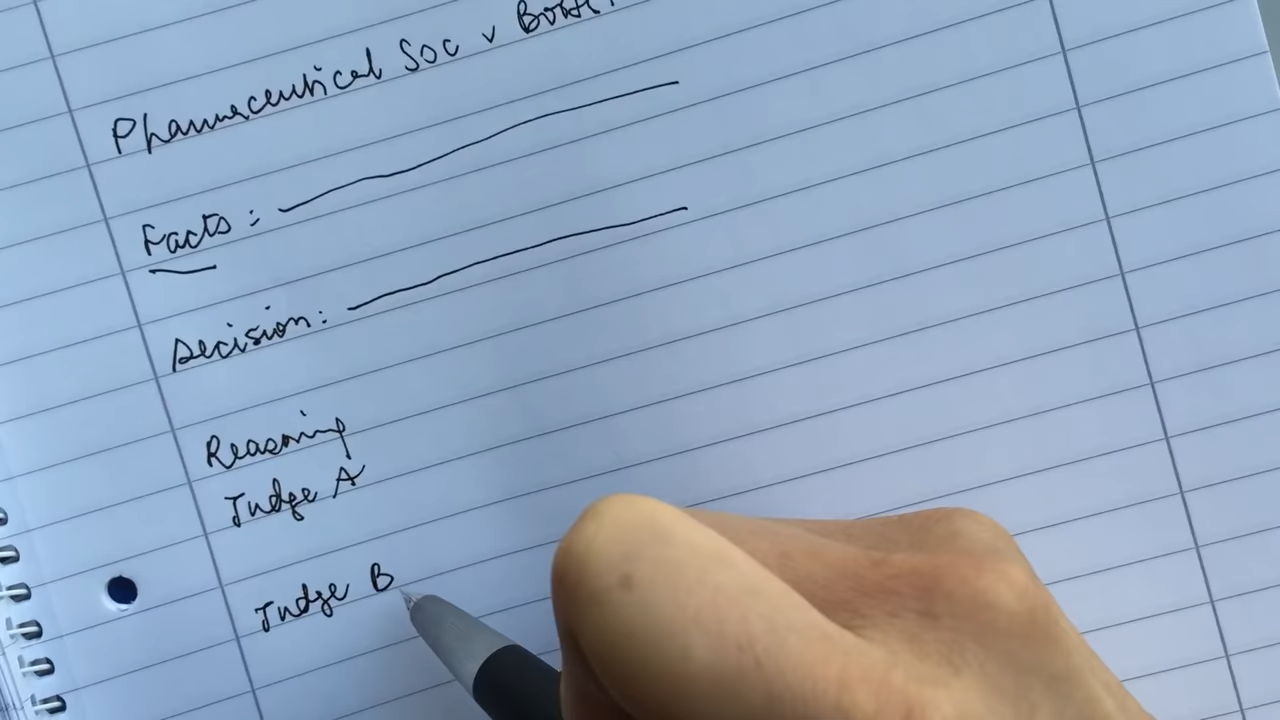 Pharmaceutical Soc v
Facts:
Decision:
Reasoning
Judge A
Judge B